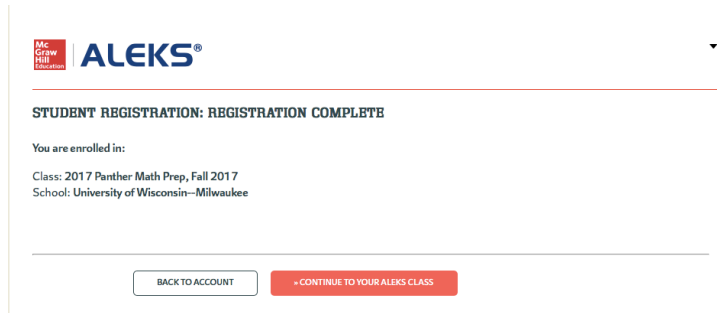 Mc
Graw
Hill
Education
ALEKS®
STUDENT REGISTRATION: REGISTRATION COMPLETE
You are enrolled in:
Class: 2017 Panther Math Prep, Fall 2017
School: University of Wisconsin--Milwaukee
BACK TO ACCOUNT
» CONTINUE TO YOUR ALEKS CLASS